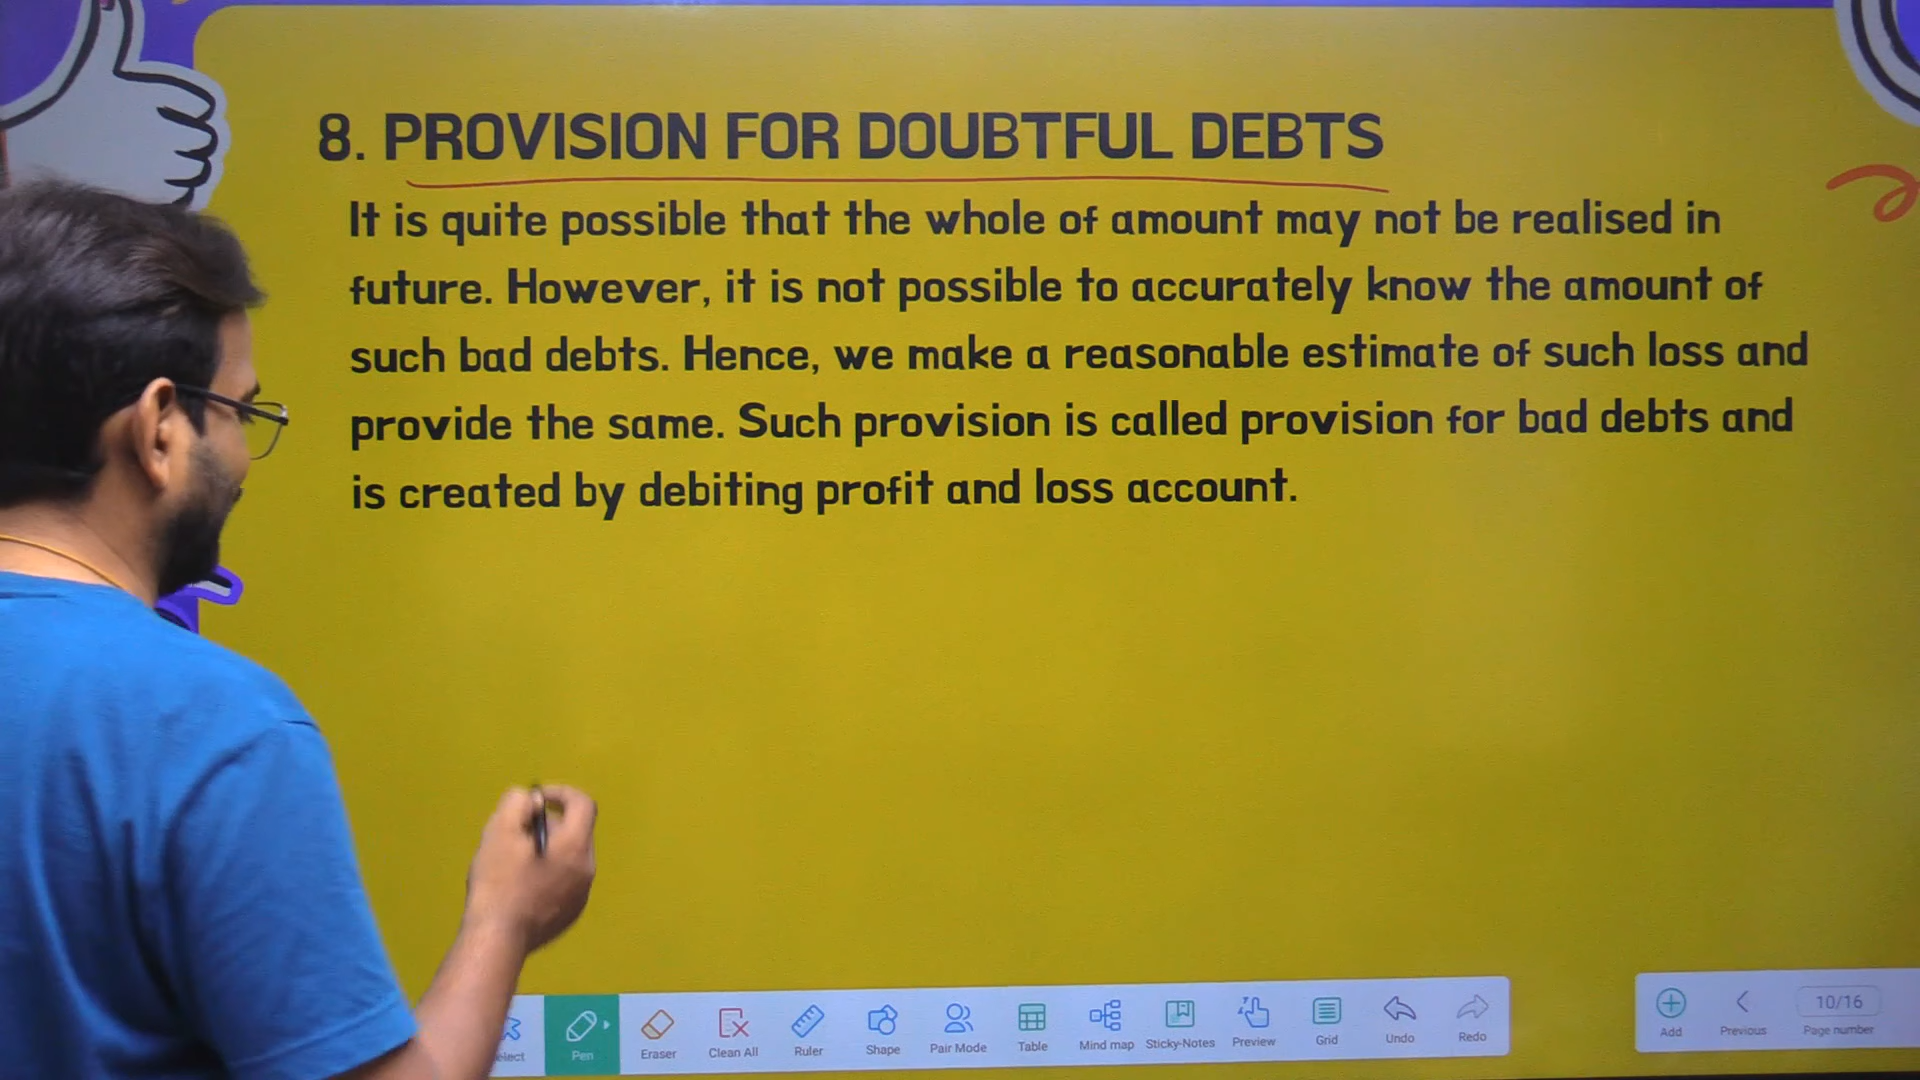 8. PROVISION FOR DOUBTFUL DEBTS
It is quite possible that the whole of amount may not be realised in
future. However, it is not possible to accurately know the amount of
such bad debts. Hence, we make a reasonable estimate of such loss and
provide the same. Such provision is called provision for bad debts and
is created by debiting profit and loss account.
elect Pen Eraser Clean All Ruler Shape Pair Mode Table Mind map Sticky-Notes Preview Grid Undo Redo
Add Previous 10/16 Page number